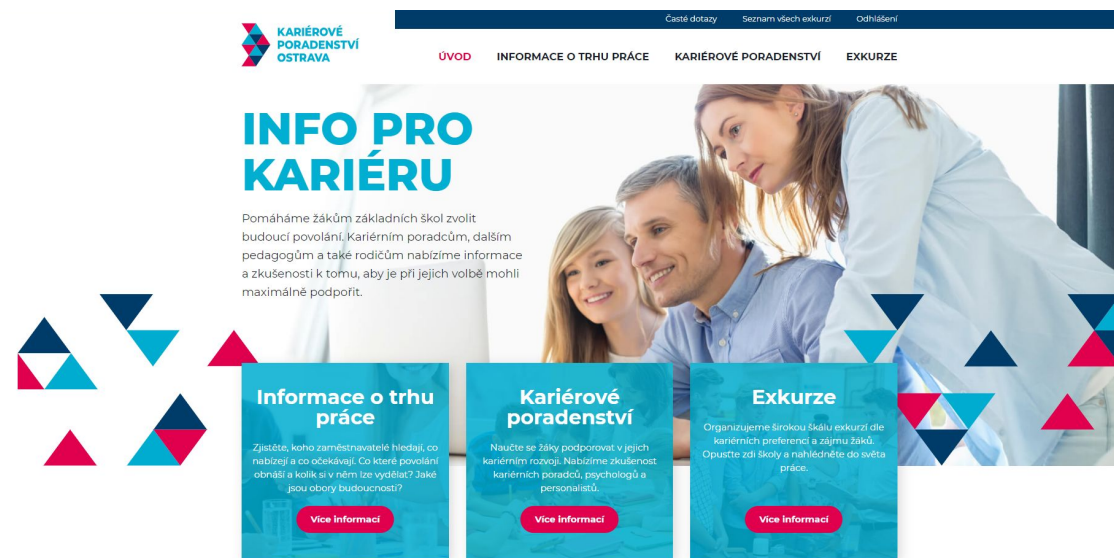 KARIÉROVÉ
PORADENSTVÍ
OSTRAVA
Časté dotazy Seznam všech exkurzí Odhlášení
ÚVOD INFORMACE O TRHU PRÁCE KARIÉROVÉ PORADENSTVÍ EXKURZE
INFO PRO
KARIÉRU
Pomáháme žákům základních škol zvolit
budoucí povolání. Kariérním poradcům, dalším
pedagogům a také rodičům nabízíme informace
a zkušenosti k tomu, aby je při jejich volbě mohli
maximálně podpořit.
Informace o trhu
práce
Zjistěte, koho zaměstnavatelé hledají, co
nabízejí a co očekávají. Co které povolání
obnáší a kolik si v něm lze vydělat? Jaké
jsou obory budoucnosti?
Více informací
Kariérové
poradenství
Naučte se žáky podporovat v jejich
kariérním rozvoji. Nabízíme zkušenost
kariérních poradců, psychologů a
personalistů.
Více informací
Exkurze
Organizujeme širokou škálu exkurzí dle
kariérních preferencí a zájmu žáků.
Opusťte zdi školy a nahlédněte do světa
práce.
Více informací